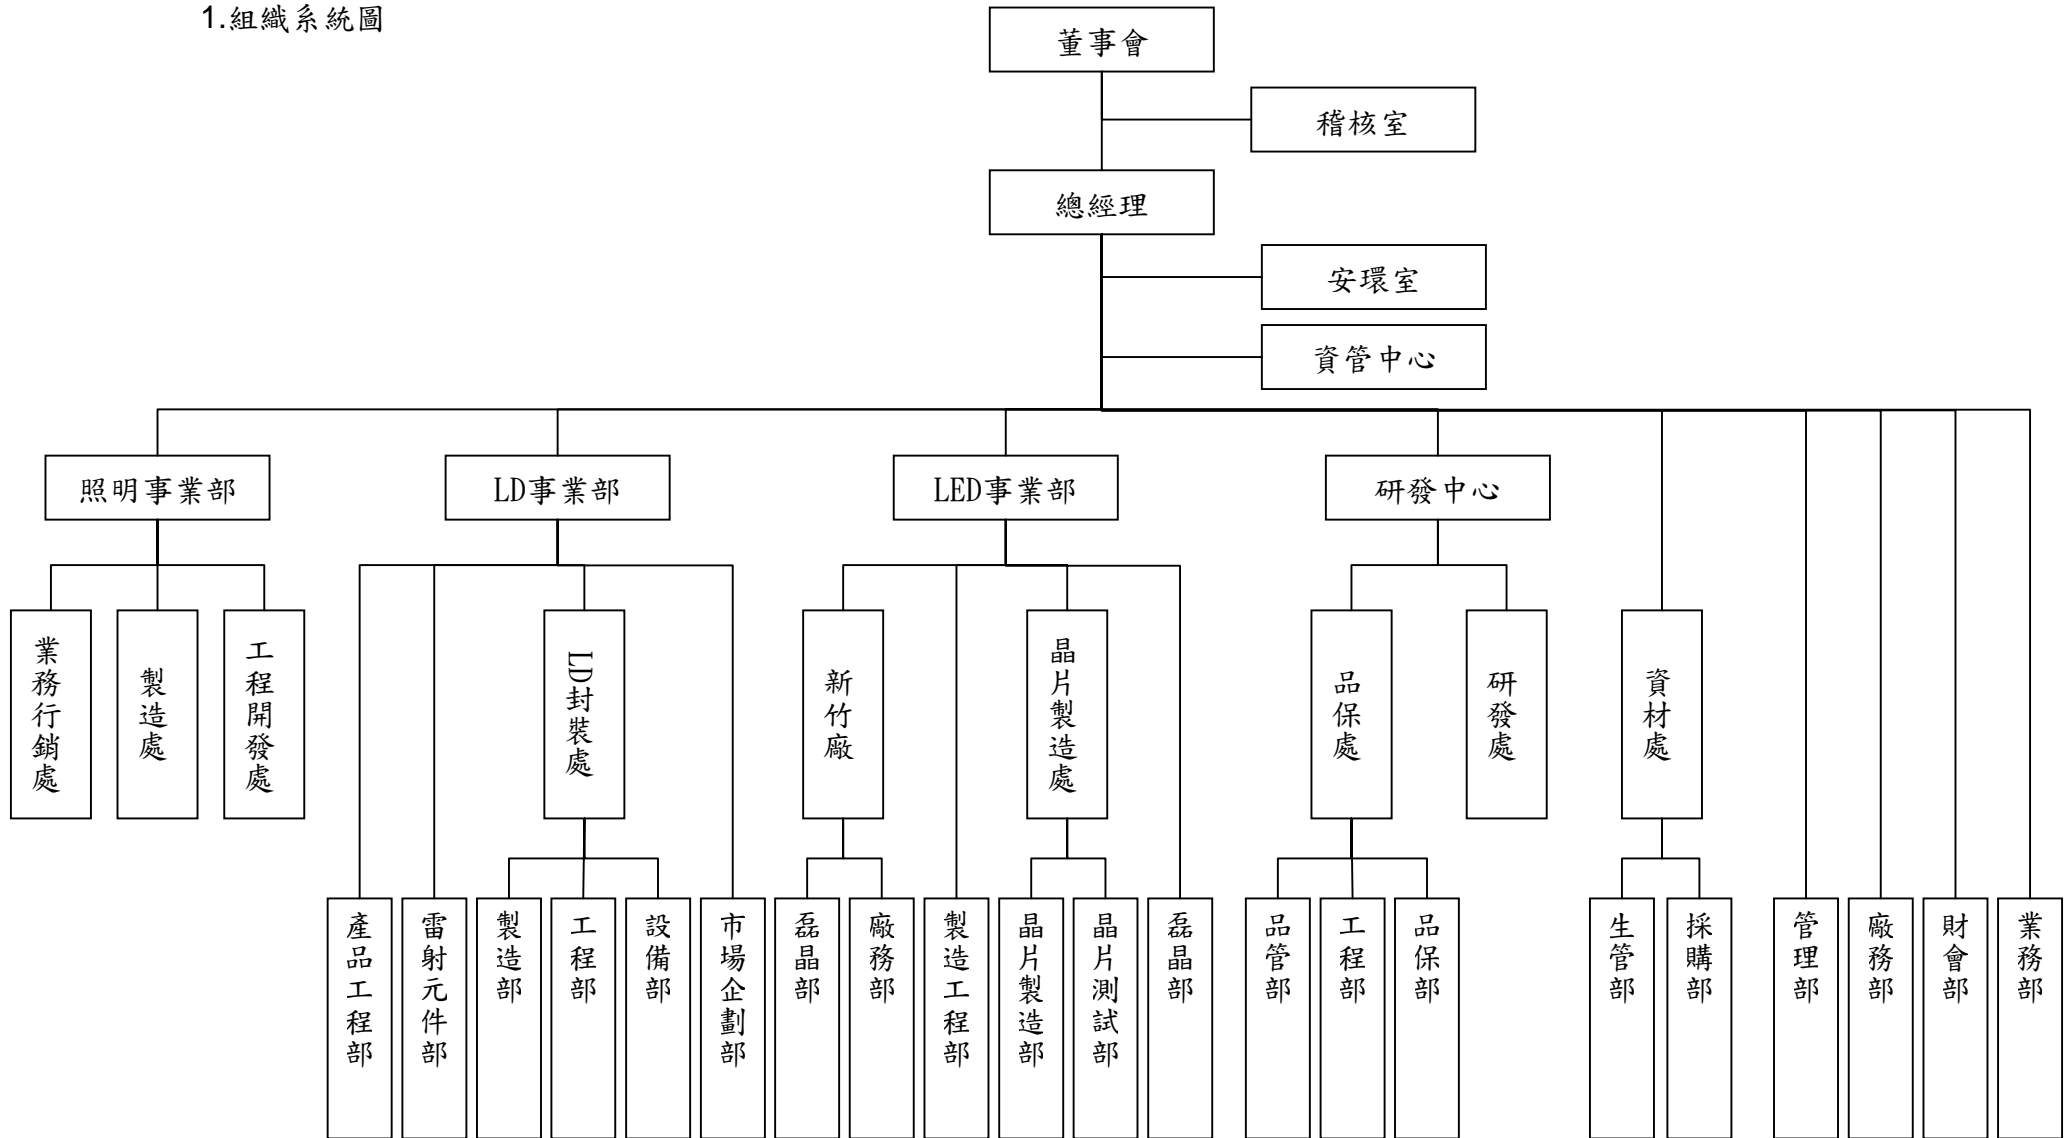 1.組織系統圖
董事會
稽核室
總經理
安環室
資管中心
照明事業部
LD事業部
LED事業部
研發中心
業務行銷處
製造處
工程開發處
LD封裝處
新竹廠
晶片製造處
品保處
研發處
資材處
產品工程部
雷射元件部
製造部
工程部
設備部
市場企劃部
磊晶部
廠務部
製造工程部
晶片製造部
晶片測試部
磊晶部
品管部
工程部
品保部
生管部
採購部
管理部
廠務部
財會部
業務部